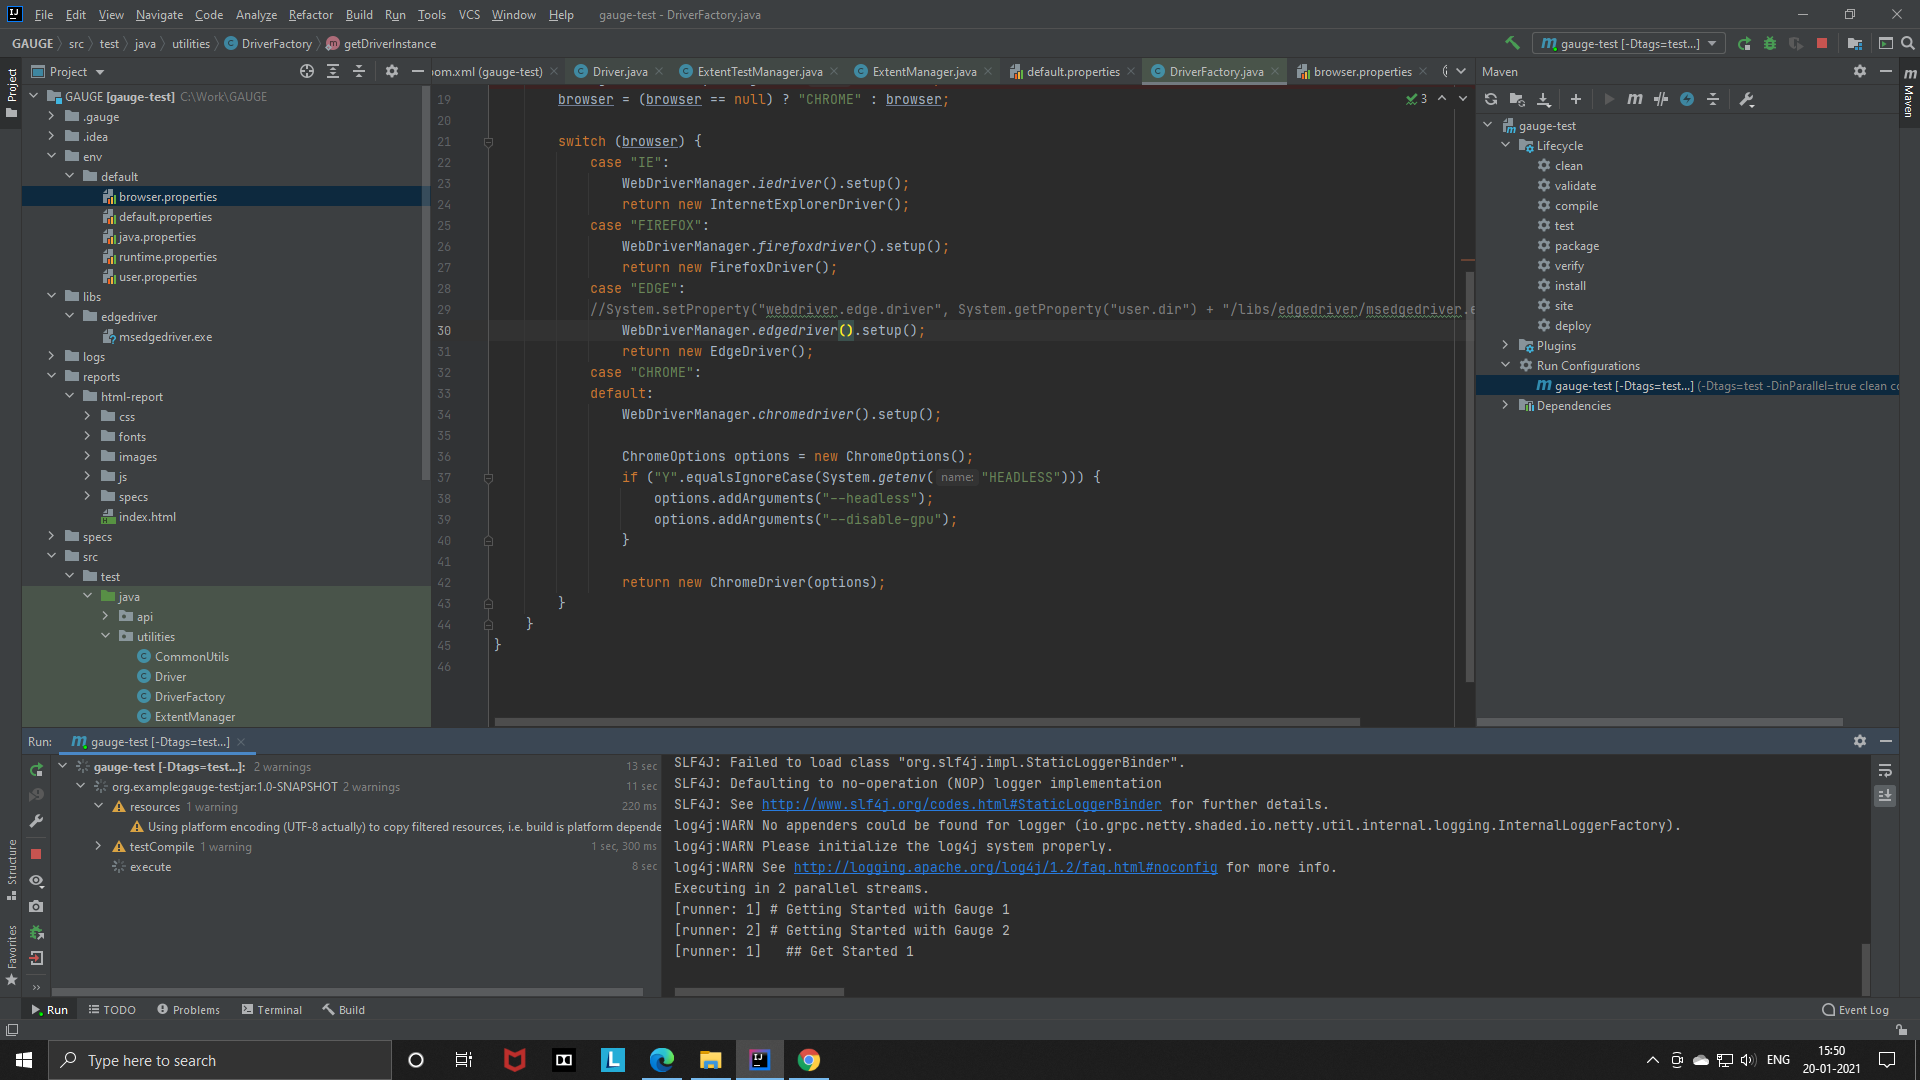 File Edit View Navigate Code Analyze Refactor Build Run Tools VCS Window Help gauge-test - DriverFactory.java
GAUGE src test java utilities DriverFactory getDriverInstance
gauge-test [-Dtags=test...]
Project
pom.xml (gauge-test) Driver.java ExtentTestManager.java ExtentManager.java default.properties DriverFactory.java browser.properties
Maven
Project
Maven
GAUGE [gauge-test] C:\Work\GAUGE
.gauge
.idea
env
default
browser.properties
default.properties
java.properties
runtime.properties
user.properties
libs
edgedriver
msedgedriver.exe
logs
reports
html-report
css
fonts
images
js
specs
index.html
specs
src
test
java
api
utilities
CommonUtils
Driver
DriverFactory
ExtentManager
3
19 browser = (browser == null) ? "CHROME" : browser;
20
21 switch (browser) {
22 case "IE":
23 WebDriverManager.iedriver().setup();
24 return new InternetExplorerDriver();
25 case "FIREFOX":
26 WebDriverManager.firefoxdriver().setup();
27 return new FirefoxDriver();
28 case "EDGE":
29 //System.setProperty("webdriver.edge.driver", System.getProperty("user.dir") + "/libs/edgedriver/msedgedriver.e
30 WebDriverManager.edgedriver().setup();
31 return new EdgeDriver();
32 case "CHROME":
33 default:
34 WebDriverManager.chromedriver().setup();
35
36 ChromeOptions options = new ChromeOptions();
37 if ("Y".equalsIgnoreCase(System.getenv( name: "HEADLESS"))) {
38 options.addArguments("--headless");
39 options.addArguments("--disable-gpu");
40 }
41
42 return new ChromeDriver(options);
43 }
44 }
45 }
46
gauge-test
Lifecycle
clean
validate
compile
test
package
verify
install
site
deploy
Plugins
Run Configurations
gauge-test [-Dtags=test...] (-Dtags=test -DinParallel=true clean co
Dependencies
Run: gauge-test [-Dtags=test...]
gauge-test [-Dtags=test...]: 2 warnings 13 sec
org.example:gauge-test:jar:1.0-SNAPSHOT 2 warnings 11 sec
resources 1 warning 220 ms
Using platform encoding (UTF-8 actually) to copy filtered resources, i.e. build is platform depende
testCompile 1 warning 1 sec, 300 ms
execute 8 sec
SLF4J: Failed to load class "org.slf4j.impl.StaticLoggerBinder".
SLF4J: Defaulting to no-operation (NOP) logger implementation
SLF4J: See http://www.slf4j.org/codes.html#StaticLoggerBinder for further details.
log4j:WARN No appenders could be found for logger (io.grpc.netty.shaded.io.netty.util.internal.logging.InternalLoggerFactory).
log4j:WARN Please initialize the log4j system properly.
log4j:WARN See http://logging.apache.org/log4j/1.2/faq.html#noconfig for more info.
Executing in 2 parallel streams.
[runner: 1] # Getting Started with Gauge 1
[runner: 2] # Getting Started with Gauge 2
[runner: 1] ## Get Started 1
Structure
Favorites
Run TODO Problems Terminal Build Event Log
Type here to search
ENG
15:50
20-01-2021